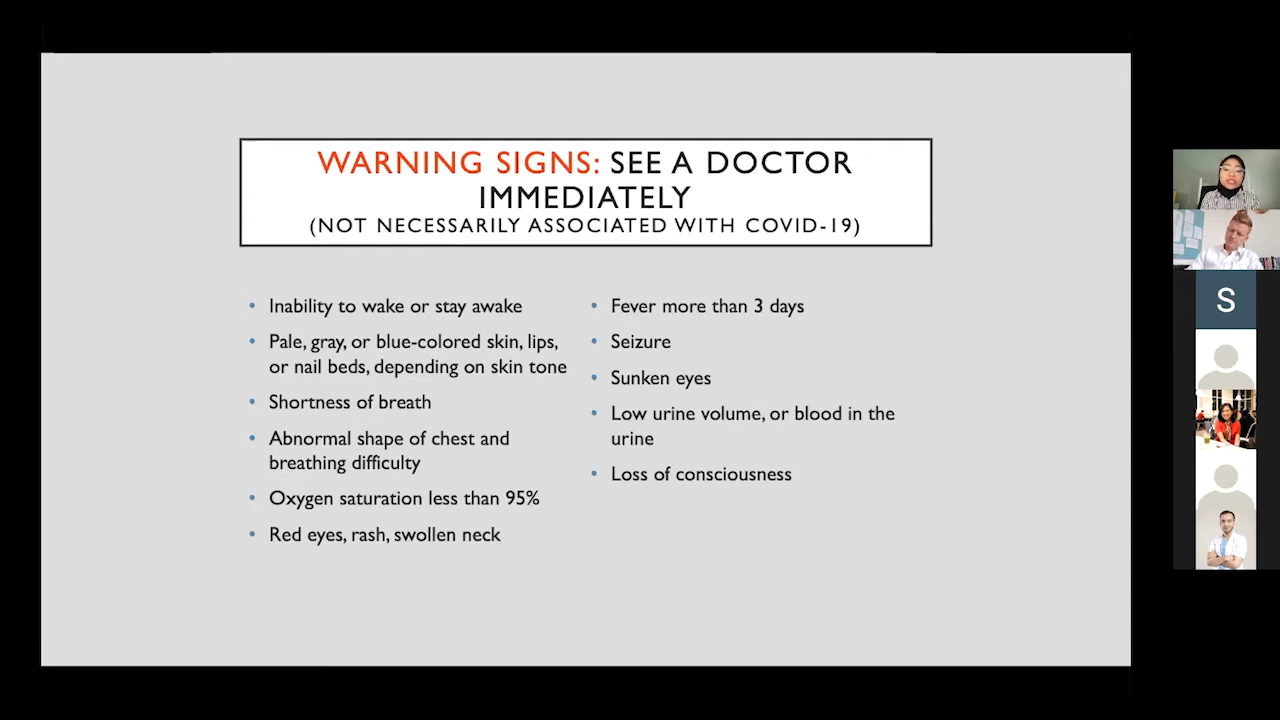 WARNING SIGNS: SEE A DOCTOR
IMMEDIATELY
(NOT NECESSARILY ASSOCIATED WITH COVID-19)
• Inability to wake or stay awake
• Pale, gray, or blue-colored skin, lips,
or nail beds, depending on skin tone
• Shortness of breath
• Abnormal shape of chest and
breathing difficulty
• Oxygen saturation less than 95%
• Red eyes, rash, swollen neck
• Fever more than 3 days
• Seizure
• Sunken eyes
• Low urine volume, or blood in the
urine
• Loss of consciousness
S